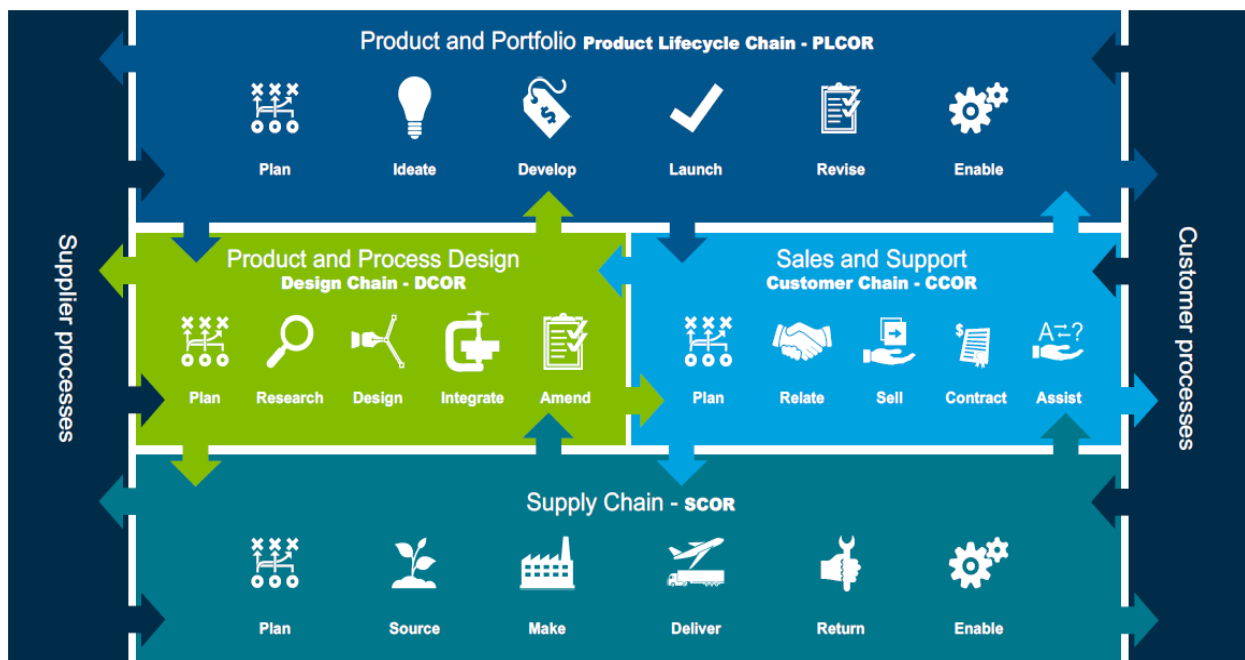 Product and Portfolio Product Lifecycle Chain - PLCOR
Plan Ideate Develop Launch Revise Enable
Supplier processes
Product and Process Design
Design Chain - DCOR
Plan Research Design Integrate Amend
Sales and Support
Customer Chain - CCOR
$
A⇄?
Plan Relate Sell Contract Assist
Customer processes
Supply Chain - SCOR
Plan Source Make Deliver Return Enable